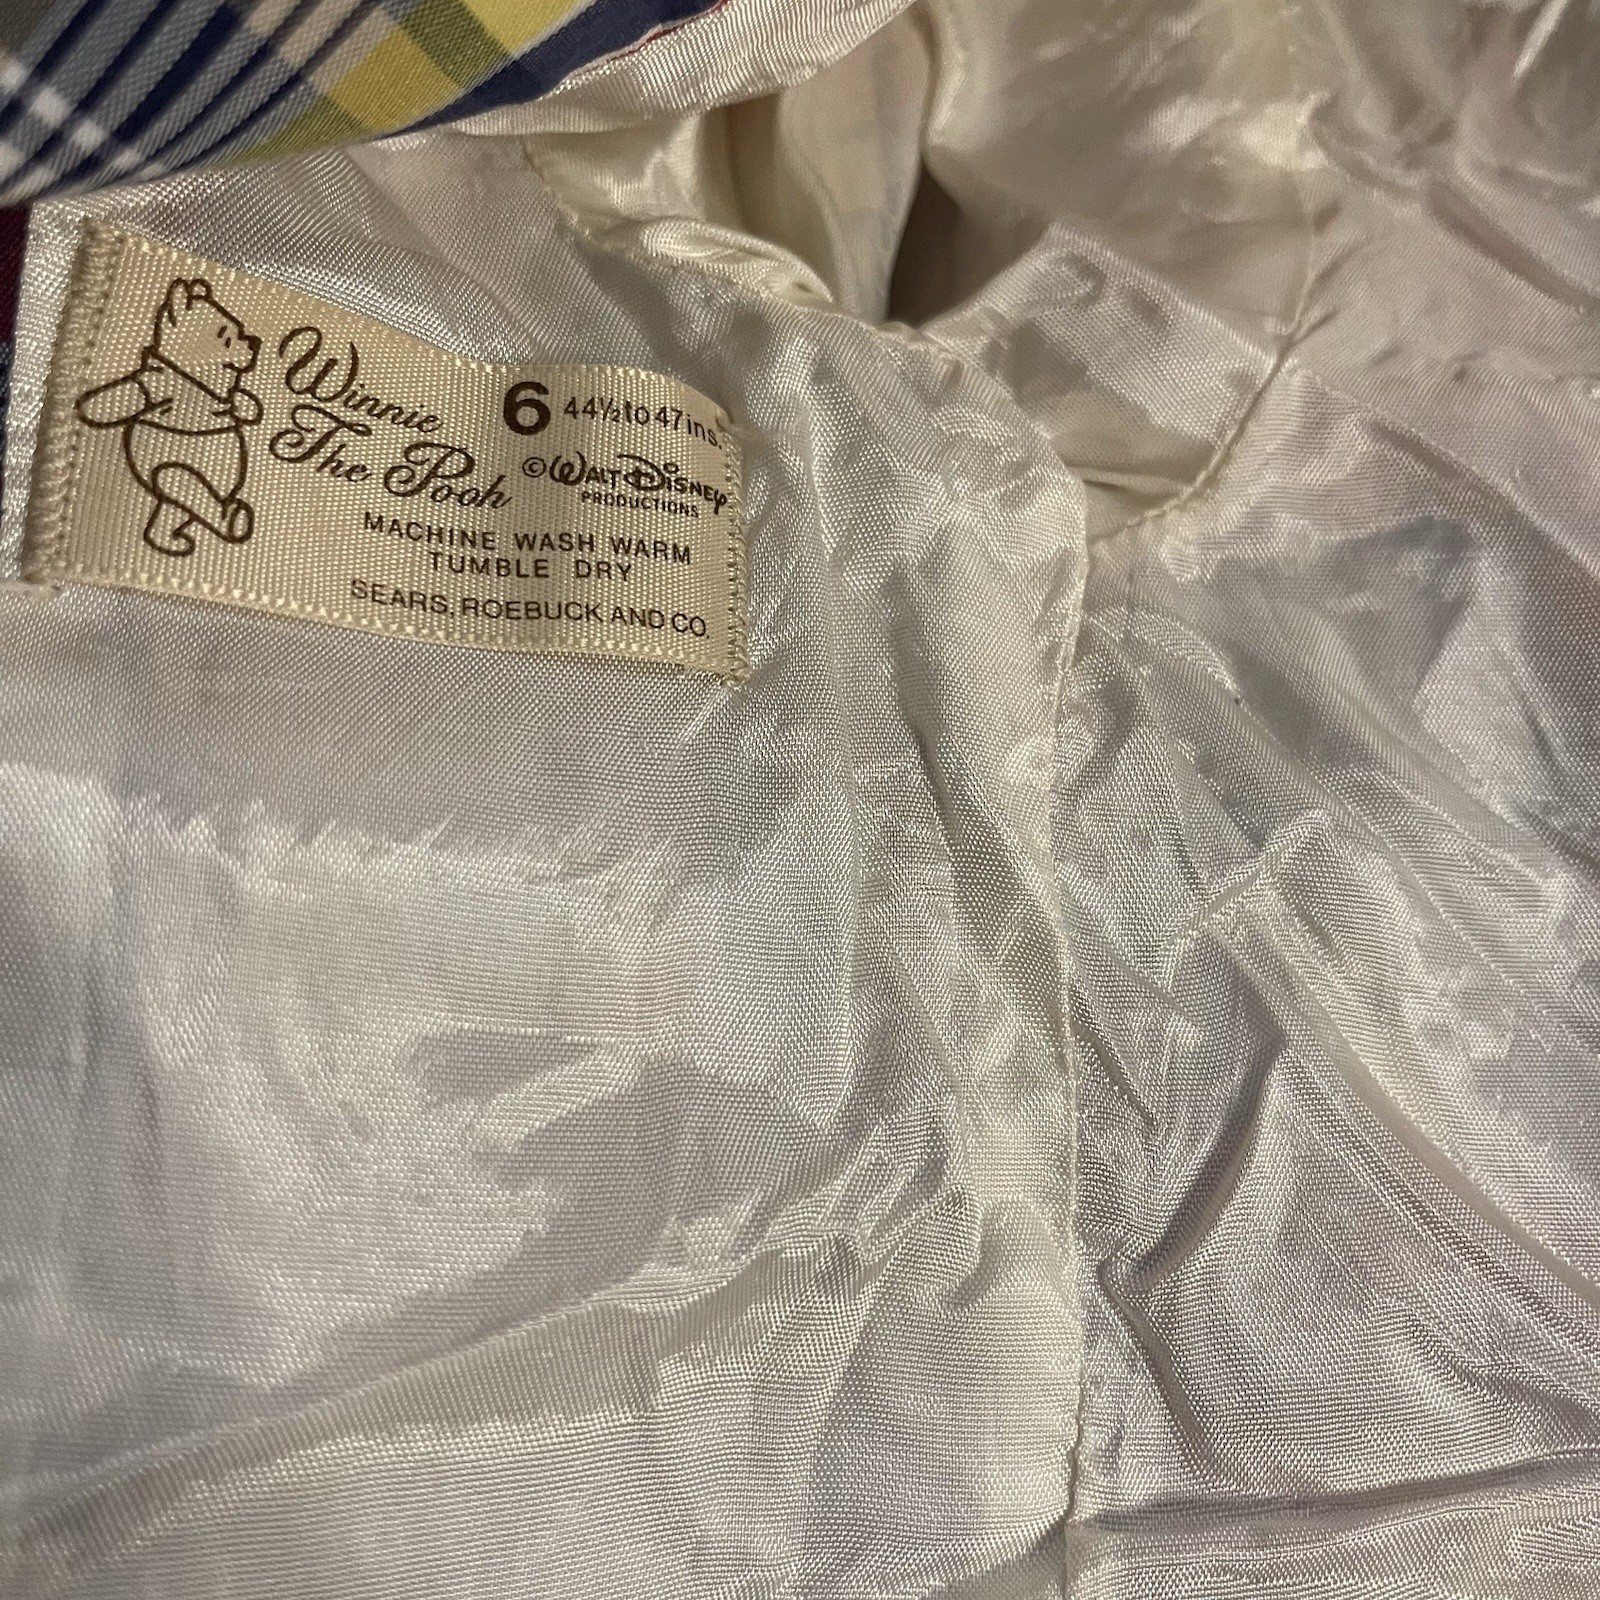 Winnie
The Pooh
6 44½ to 47 ins.
© WALT DISNEY
PRODUCTIONS
MACHINE WASH WARM
TUMBLE DRY
SEARS, ROEBUCK AND CO.